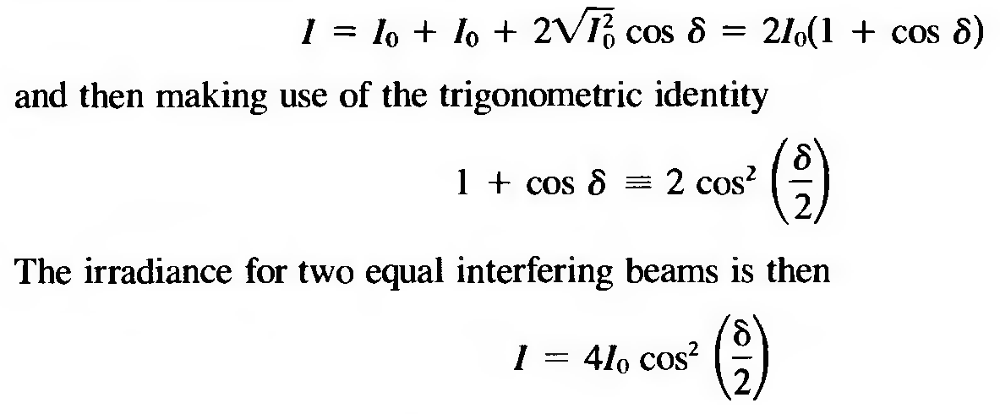 I = I₀ + I₀ + 2√I₀² cos δ = 2I₀(1 + cos δ)
and then making use of the trigonometric identity
1 + cos δ ≡ 2 cos² (δ/2)
The irradiance for two equal interfering beams is then
I = 4I₀ cos² (δ/2)